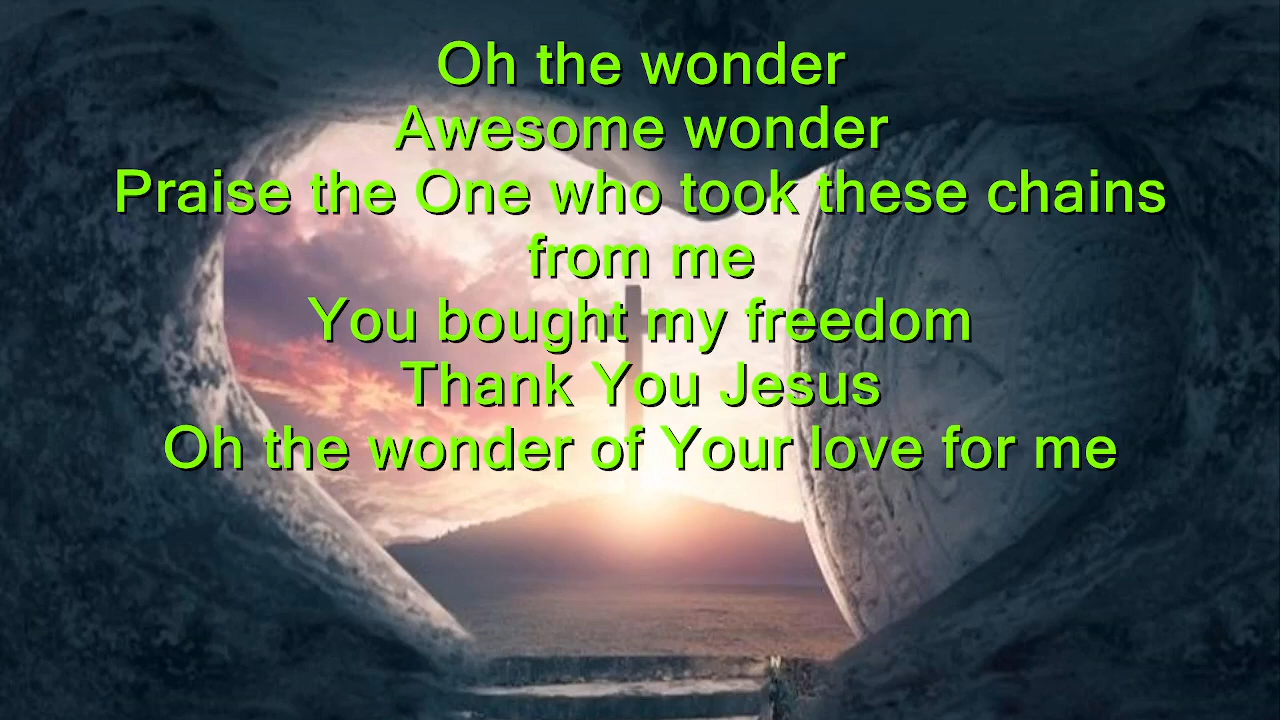 Oh the wonder
Awesome wonder
Praise the One who took these chains
from me
You bought my freedom
Thank You Jesus
Oh the wonder of Your love for me